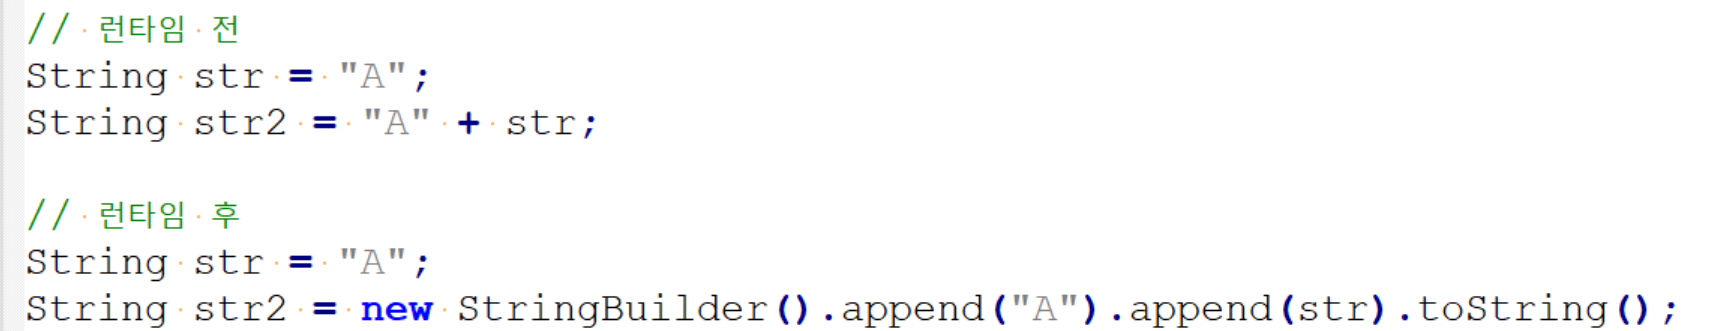 // 런타임 전
String str = "A";
String str2 = "A" + str;
// 런타임 후
String str = "A";
String str2 = new StringBuilder().append("A").append(str).toString();